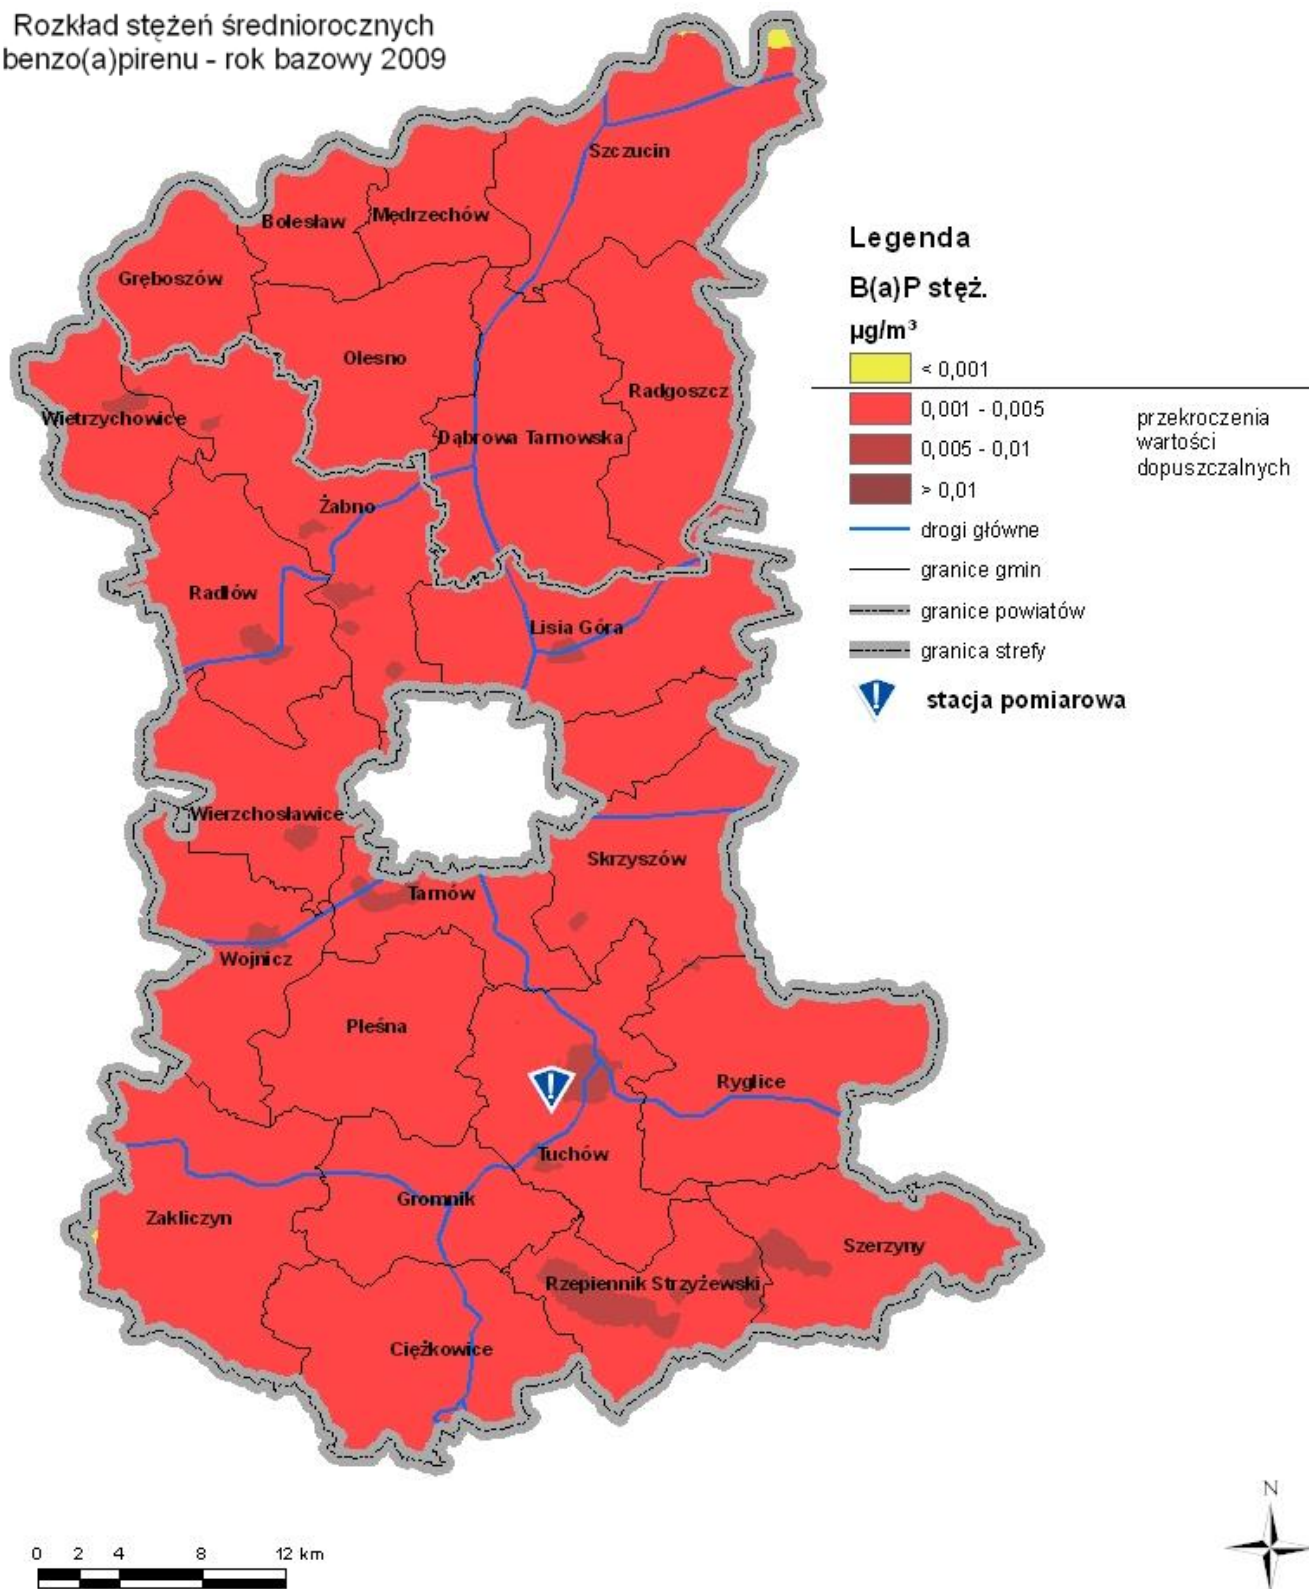 Rozkład stężeń średniorocznych
benzo(a)pirenu - rok bazowy 2009
Szczucin
Bolesław
Mędrzechów
Gręboszów
Olesno
Radgoszcz
Wietrzychowice
Dąbrowa Tarnowska
Żabno
Radłów
Lisia Góra
Wierzchosławice
Skrzyszów
Tarnów
Wojnicz
Pleśna
Ryglice
Tuchów
Gromnik
Zakliczyn
Szerzyny
Rzepiennik Strzyżewski
Ciężkowice
Legenda
B(a)P stęż.
µg/m³
< 0,001
0,001 - 0,005
0,005 - 0,01
> 0,01
przekroczenia
wartości
dopuszczalnych
drogi główne
granice gmin
granice powiatów
granica strefy
! stacja pomiarowa
!
0 2 4 8 12 km
N